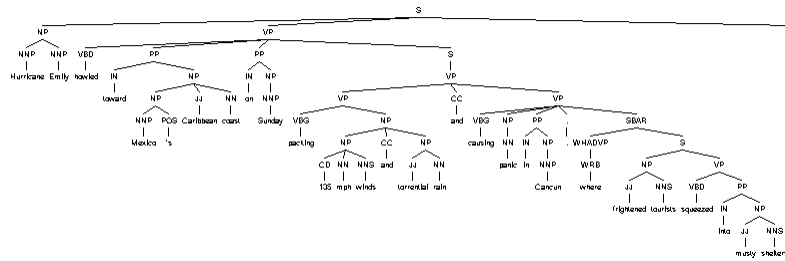 S
NP VP
NNP NNP VBD PP PP S
Hurricane Emily howled IN NP IN NP VP
toward NP JJ NN on NNP VP CC VP
NNP POS Caribbean coast Sunday VBG NP and VBG NP PP , SBAR
Mexico 's packing NP CC NP causing NN IN NP WHADVP S
CD NN NNS and JJ NN panic in NNP WRB NP VP
135 mph winds torrential rain Cancun where JJ NNS VBD PP
frightened tourists squeezed IN NP
into JJ NNS
musty shelter